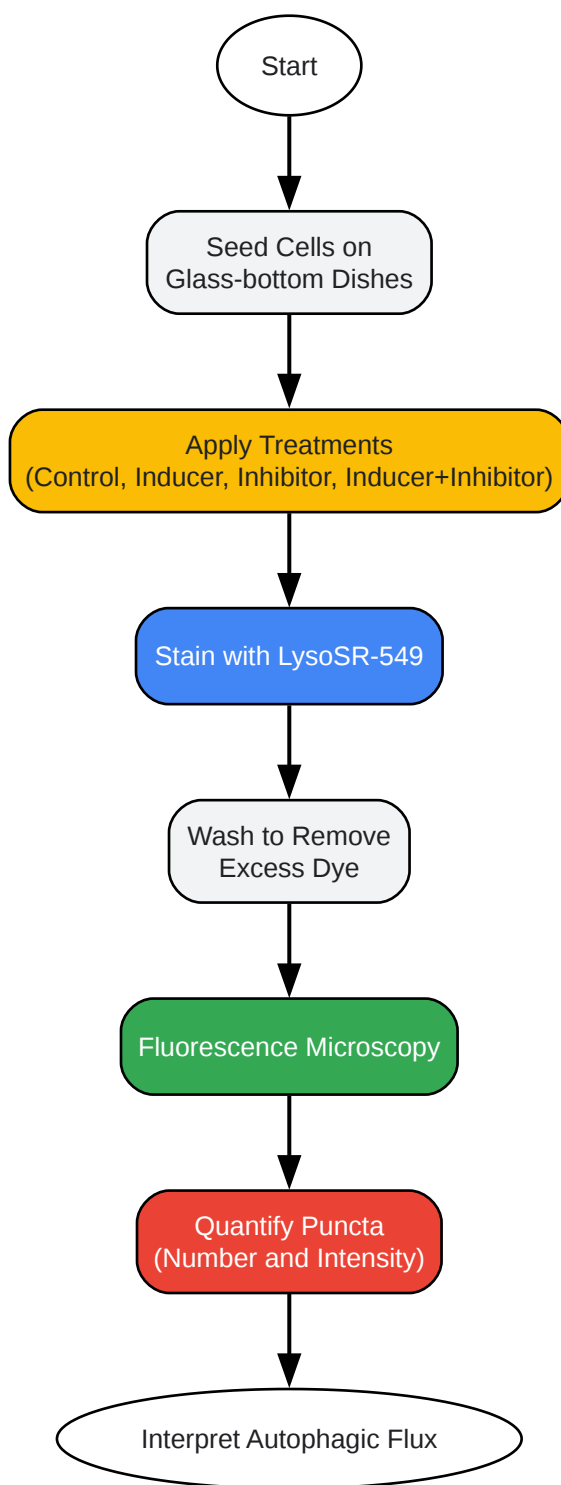 Start
Seed Cells on
Glass-bottom Dishes
Apply Treatments
(Control, Inducer, Inhibitor, Inducer+Inhibitor)
Stain with LysoSR-549
Wash to Remove
Excess Dye
Fluorescence Microscopy
Quantify Puncta
(Number and Intensity)
Interpret Autophagic Flux